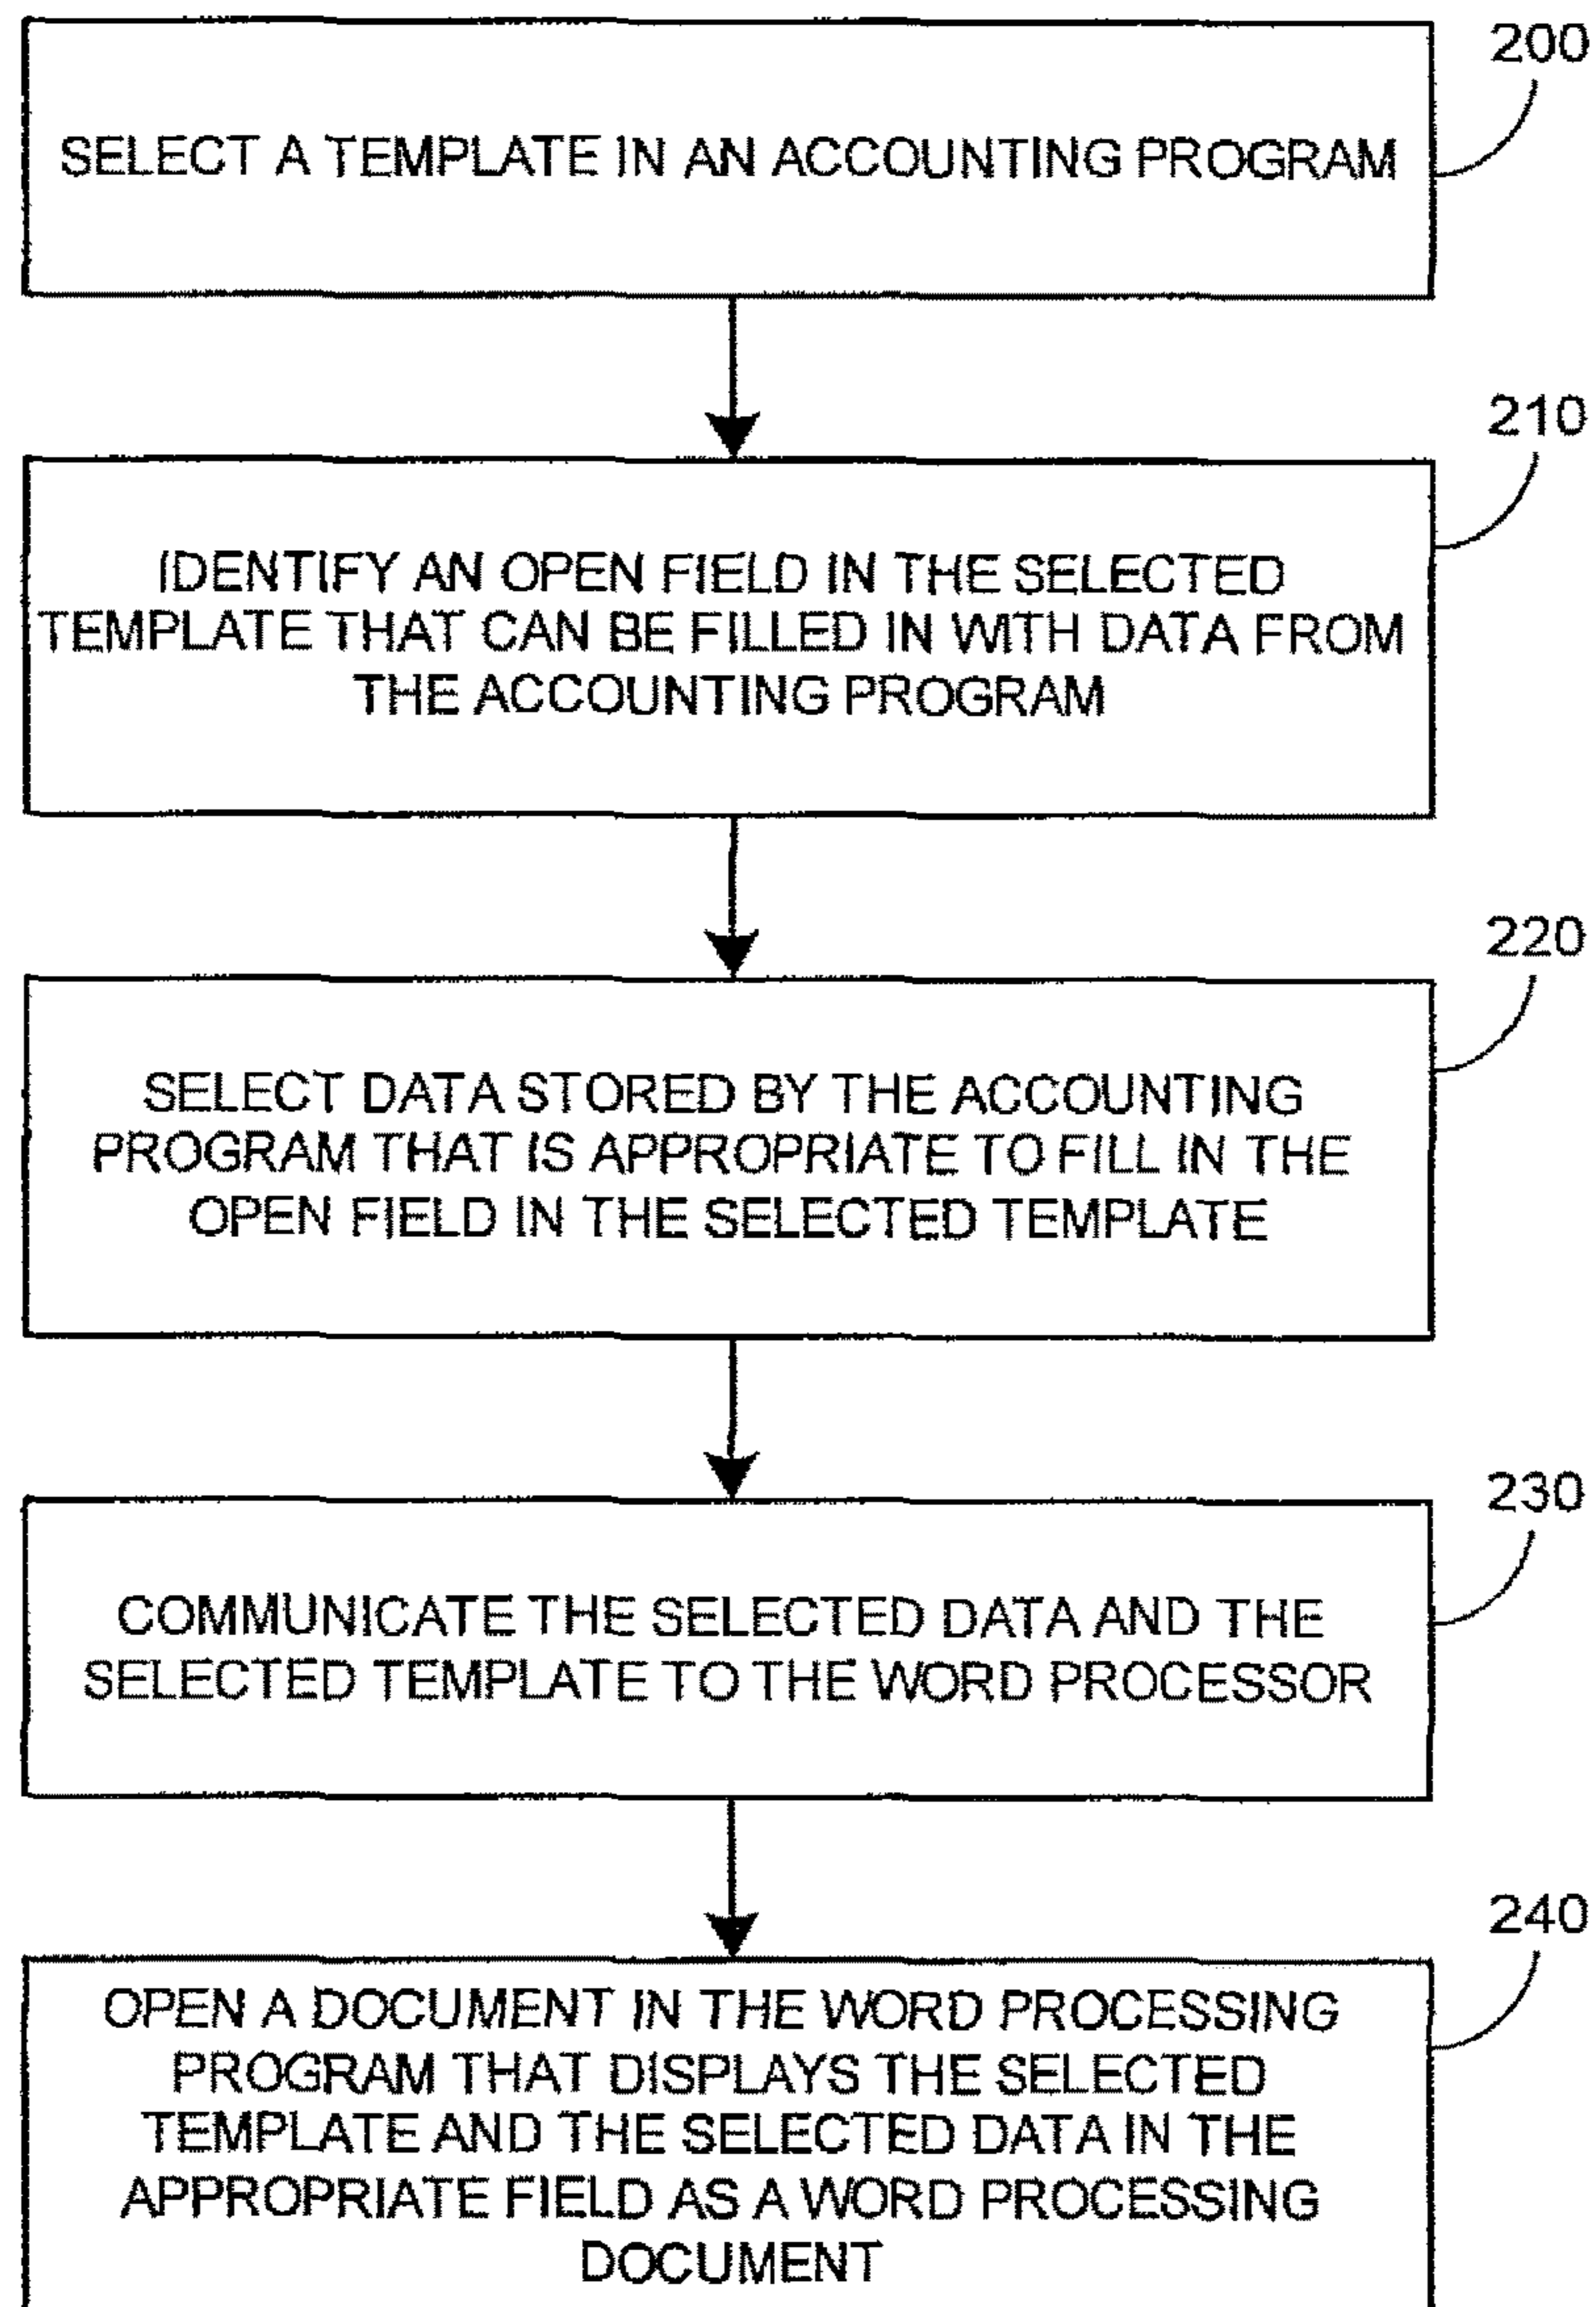 200
SELECT A TEMPLATE IN AN ACCOUNTING PROGRAM
210
IDENTIFY AN OPEN FIELD IN THE SELECTED
TEMPLATE THAT CAN BE FILLED IN WITH DATA FROM
THE ACCOUNTING PROGRAM
220
SELECT DATA STORED BY THE ACCOUNTING
PROGRAM THAT IS APPROPRIATE TO FILL IN THE
OPEN FIELD IN THE SELECTED TEMPLATE
230
COMMUNICATE THE SELECTED DATA AND THE
SELECTED TEMPLATE TO THE WORD PROCESSOR
240
OPEN A DOCUMENT IN THE WORD PROCESSING
PROGRAM THAT DISPLAYS THE SELECTED
TEMPLATE AND THE SELECTED DATA IN THE
APPROPRIATE FIELD AS A WORD PROCESSING
DOCUMENT